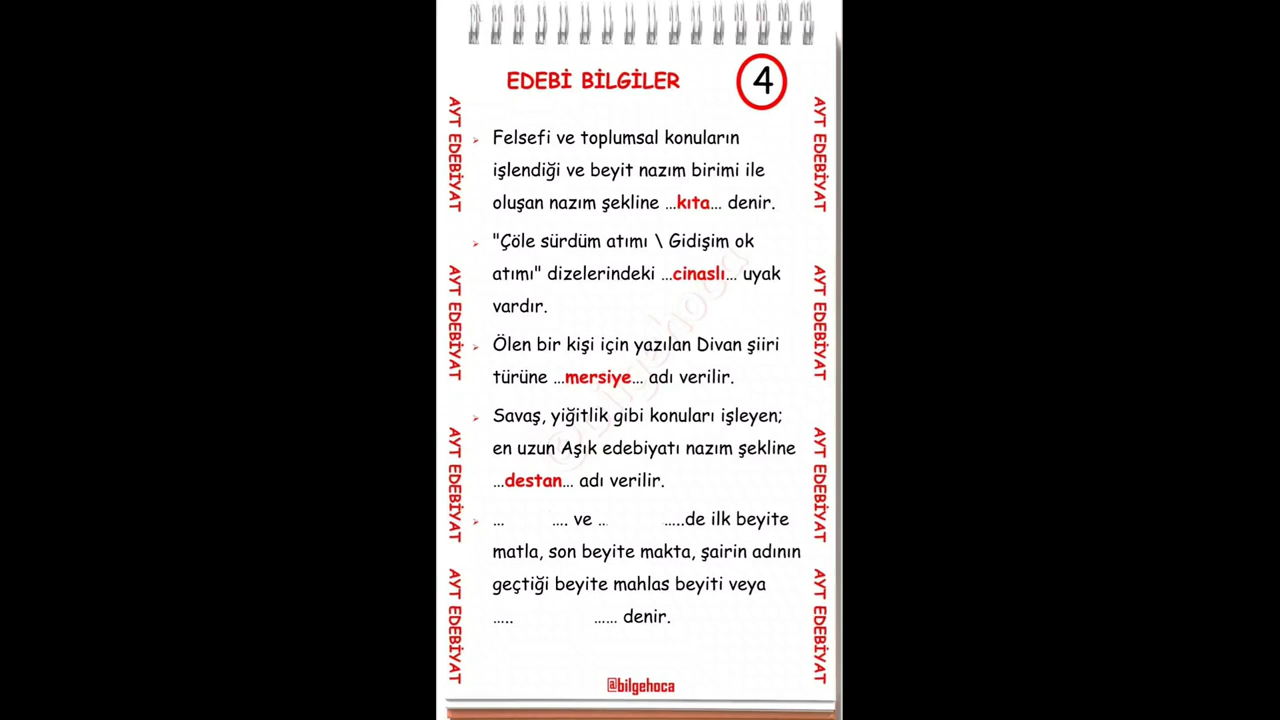 EDEBİ BİLGİLER
4
AYT EDEBİYAT
AYT EDEBİYAT
AYT EDEBİYAT
AYT EDEBİYAT
Felsefi ve toplumsal konuların
işlendiği ve beyit nazım birimi ile
oluşan nazım şekline …kıta… denir.
"Çöle sürdüm atımı \ Gidişim ok
atımı" dizelerindeki …cinaslı… uyak
vardır.
Ölen bir kişi için yazılan Divan şiiri
türüne …mersiye… adı verilir.
Savaş, yiğitlik gibi konuları işleyen;
en uzun Aşık edebiyatı nazım şekline
…destan… adı verilir.
… …. ve … …..de ilk beyite
matla, son beyite makta, şairin adının
geçtiği beyite mahlas beyiti veya
….. …… denir.
AYT EDEBİYAT
AYT EDEBİYAT
AYT EDEBİYAT
AYT EDEBİYAT
@bilgehoca
@bilgehoca